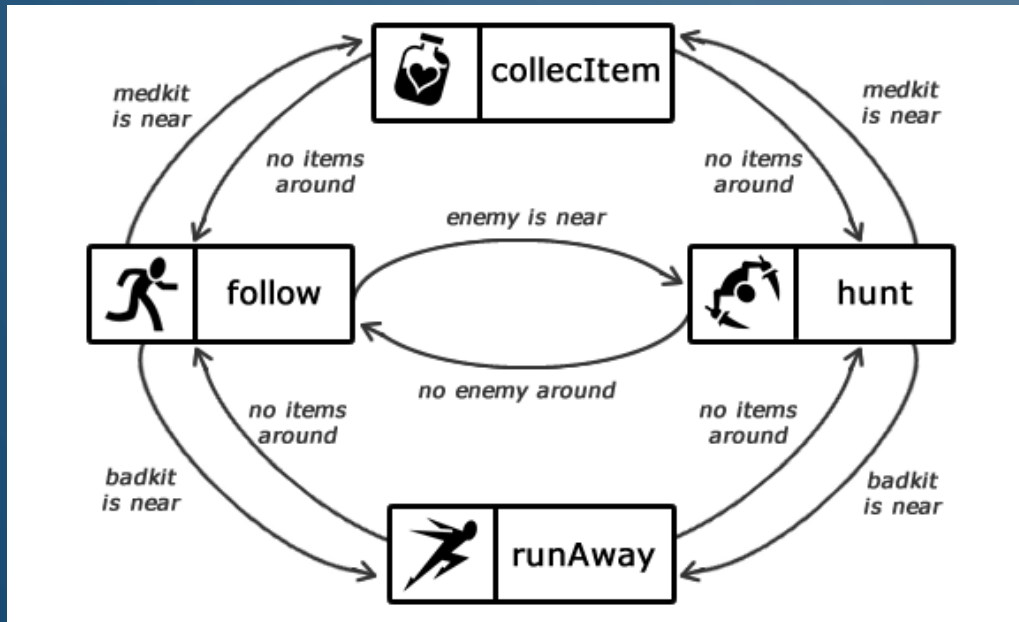 collecItem
medkit
is near
medkit
is near
no items
around
no items
around
enemy is near
follow
hunt
no enemy around
no items
around
no items
around
badkit
is near
badkit
is near
runAway